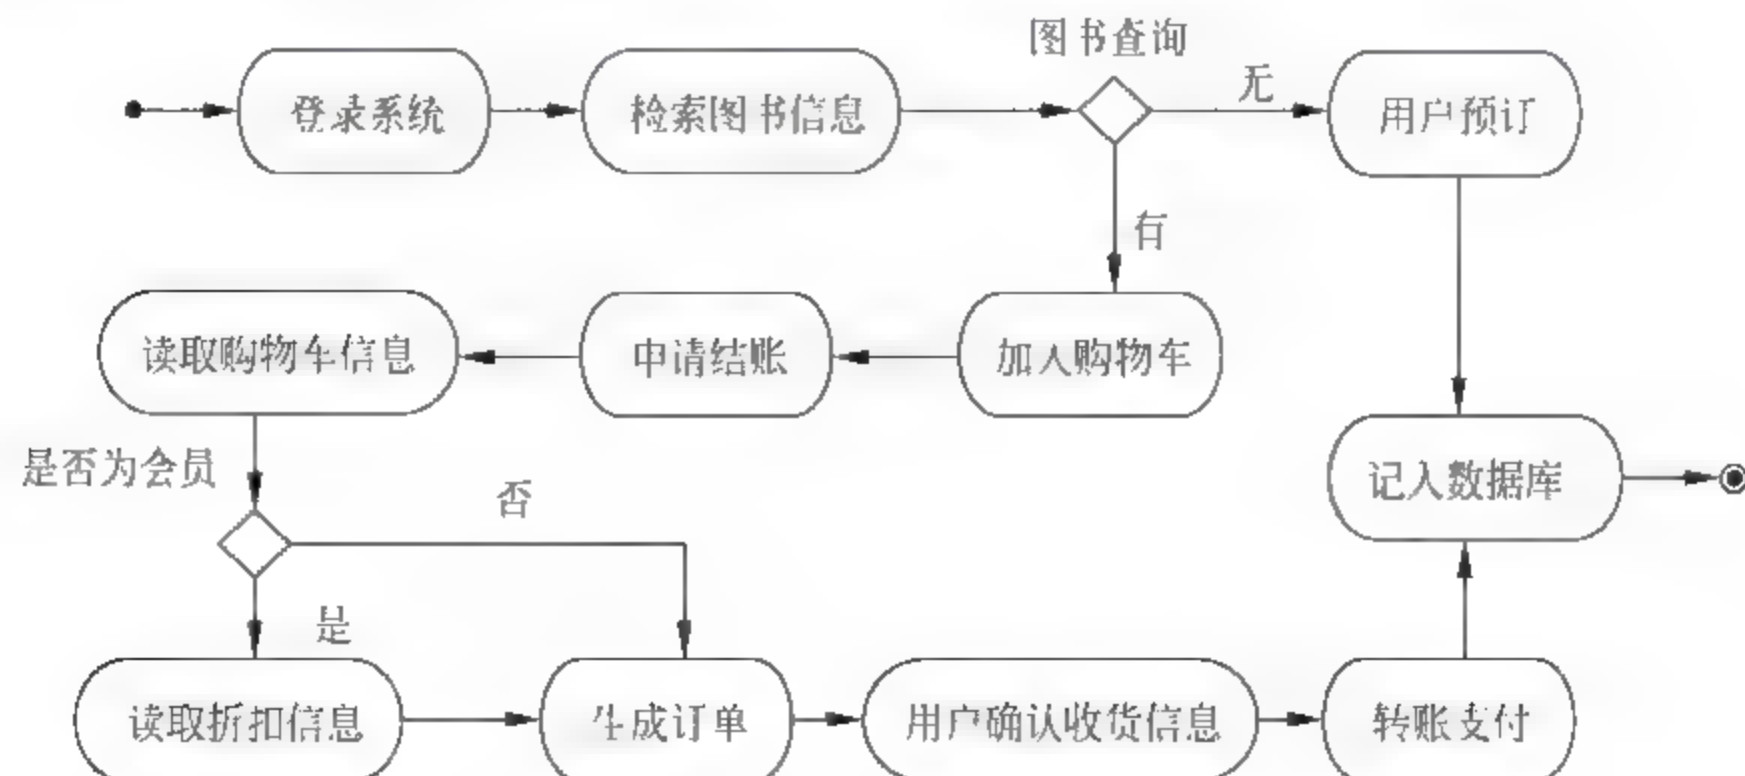 图书查询
登录系统
检索图书信息
无
用户预订
有
读取购物车信息
申请结账
加入购物车
是否为会员
否
记入数据库
是
读取折扣信息
生成订单
用户确认收货信息
转账支付